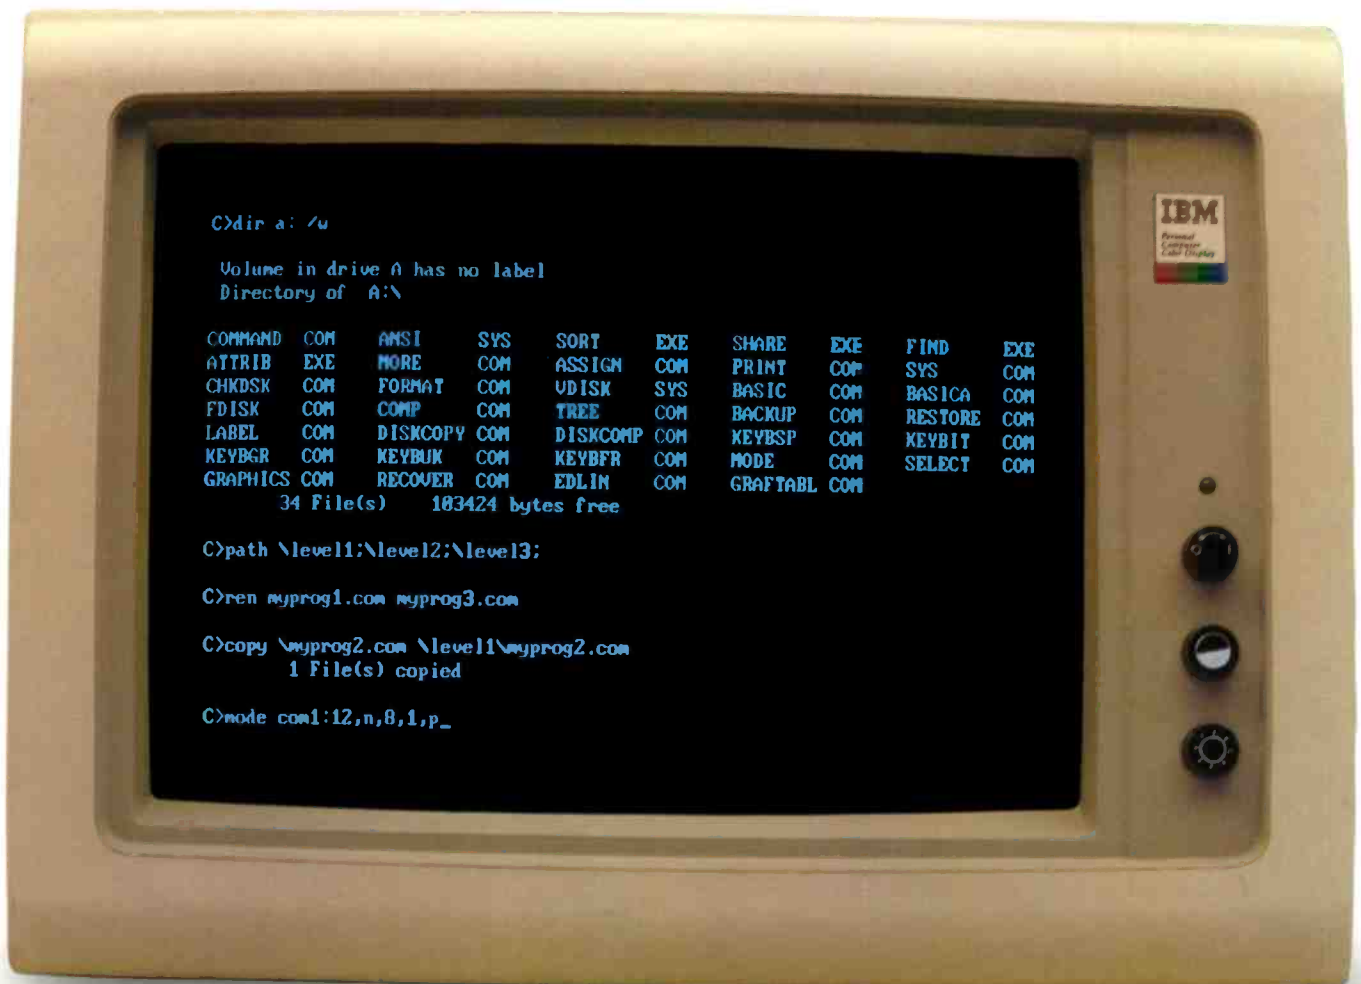 C>dir a: /w
Volume in drive A has no label
Directory of A:\
COMMAND COM ANSI SYS SORT EXE SHARE EXE FIND EXE
ATTRIB EXE MORE COM ASSIGN COM PRINT COM SYS COM
CHKDSK COM FORMAT COM VDISK SYS BASIC COM BASICA COM
FDISK COM COMP COM TREE COM BACKUP COM RESTORE COM
LABEL COM DISKCOPY COM DISKCOMP COM KEYBSP COM KEYBIT COM
KEYBGR COM KEYBUK COM KEYBFR COM MODE COM SELECT COM
GRAPHICS COM RECOVER COM EDLIN COM GRAFTABL COM
34 File(s) 103424 bytes free
C>path \level1;\level2;\level3;
C>ren myprog1.com myprog3.com
C>copy \myprog2.com \level1\myprog2.com
1 File(s) copied
C>mode com1:12,n,8,1,p_
IBM
Personal
Computer
Color Display